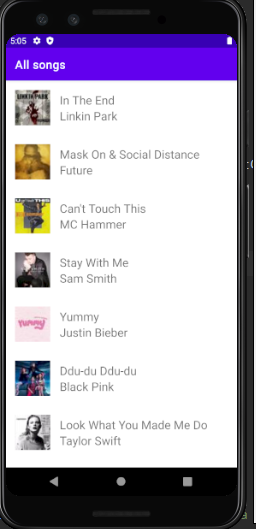 5:05
All songs
LINKIN PARK
In The End
Linkin Park
Mask On & Social Distance
Future
Can't Touch This
MC Hammer
Stay With Me
Sam Smith
yummy
Yummy
Justin Bieber
Ddu-du Ddu-du
Black Pink
Look What You Made Me Do
Taylor Swift